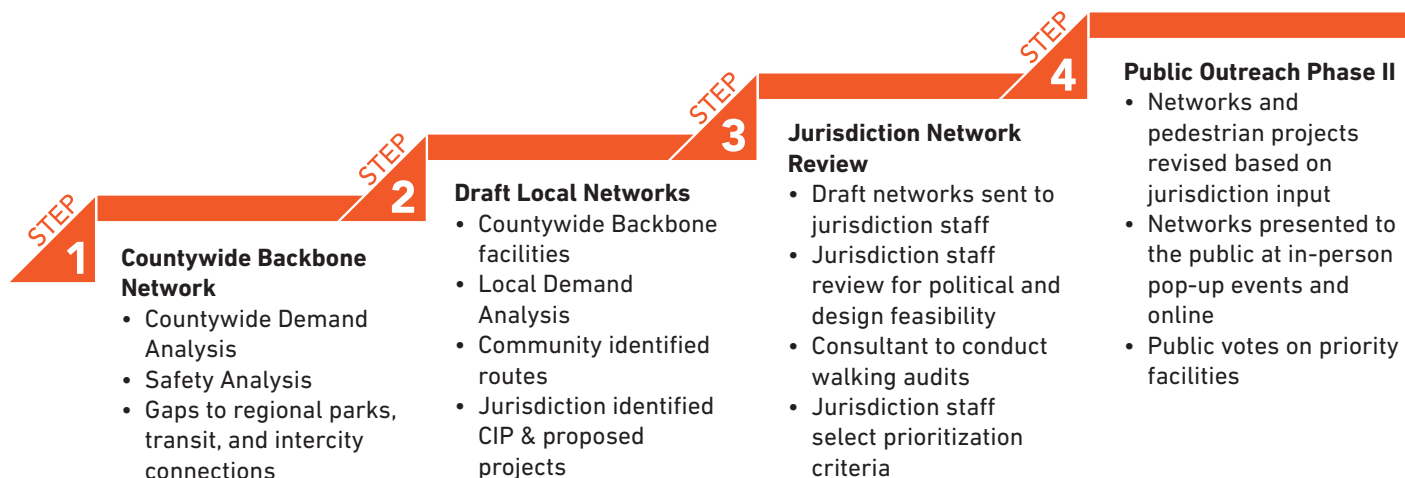 STEP
1
Countywide Backbone
Network
• Countywide Demand
Analysis
• Safety Analysis
• Gaps to regional parks,
transit, and intercity
connections
STEP
2
Draft Local Networks
• Countywide Backbone
facilities
• Local Demand
Analysis
• Community identified
routes
• Jurisdiction identified
CIP & proposed
projects
STEP
3
Jurisdiction Network
Review
• Draft networks sent to
jurisdiction staff
• Jurisdiction staff
review for political and
design feasibility
• Consultant to conduct
walking audits
• Jurisdiction staff
select prioritization
criteria
STEP
4
Public Outreach Phase II
• Networks and
pedestrian projects
revised based on
jurisdiction input
• Networks presented to
the public at in-person
pop-up events and
online
• Public votes on priority
facilities